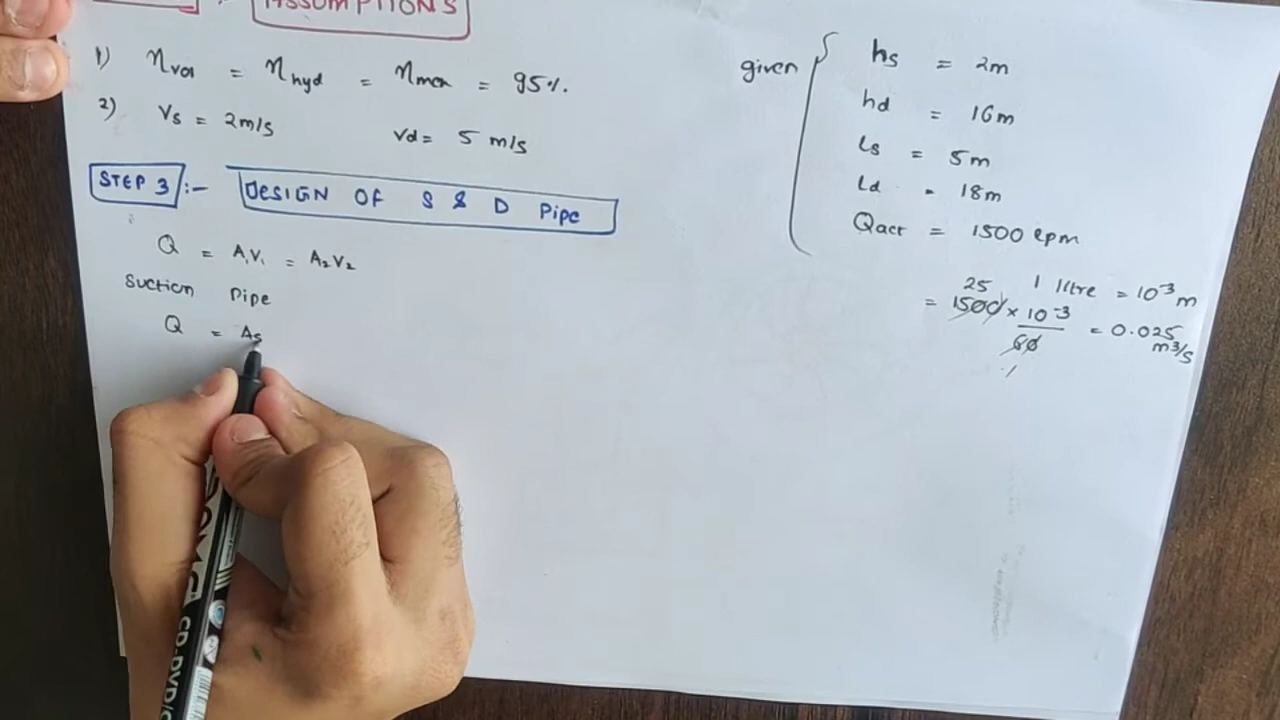 ASSUMPTIONS
1) ηvol = ηhyd = ηmech = 95%.
2) Vs = 2m/s Vd = 5 m/s
STEP 3 :- DESIGN OF S & D Pipe
Q = A₁V₁ = A₂V₂
Suction Pipe
Q = As
given
hs = 2m
hd = 16m
ls = 5m
ld = 18m
Qact = 1500 lpm
25 1 litre = 10⁻³ m
= 1500 × 10⁻³ / 60 = 0.025 m³/s
1
CD-DVD/